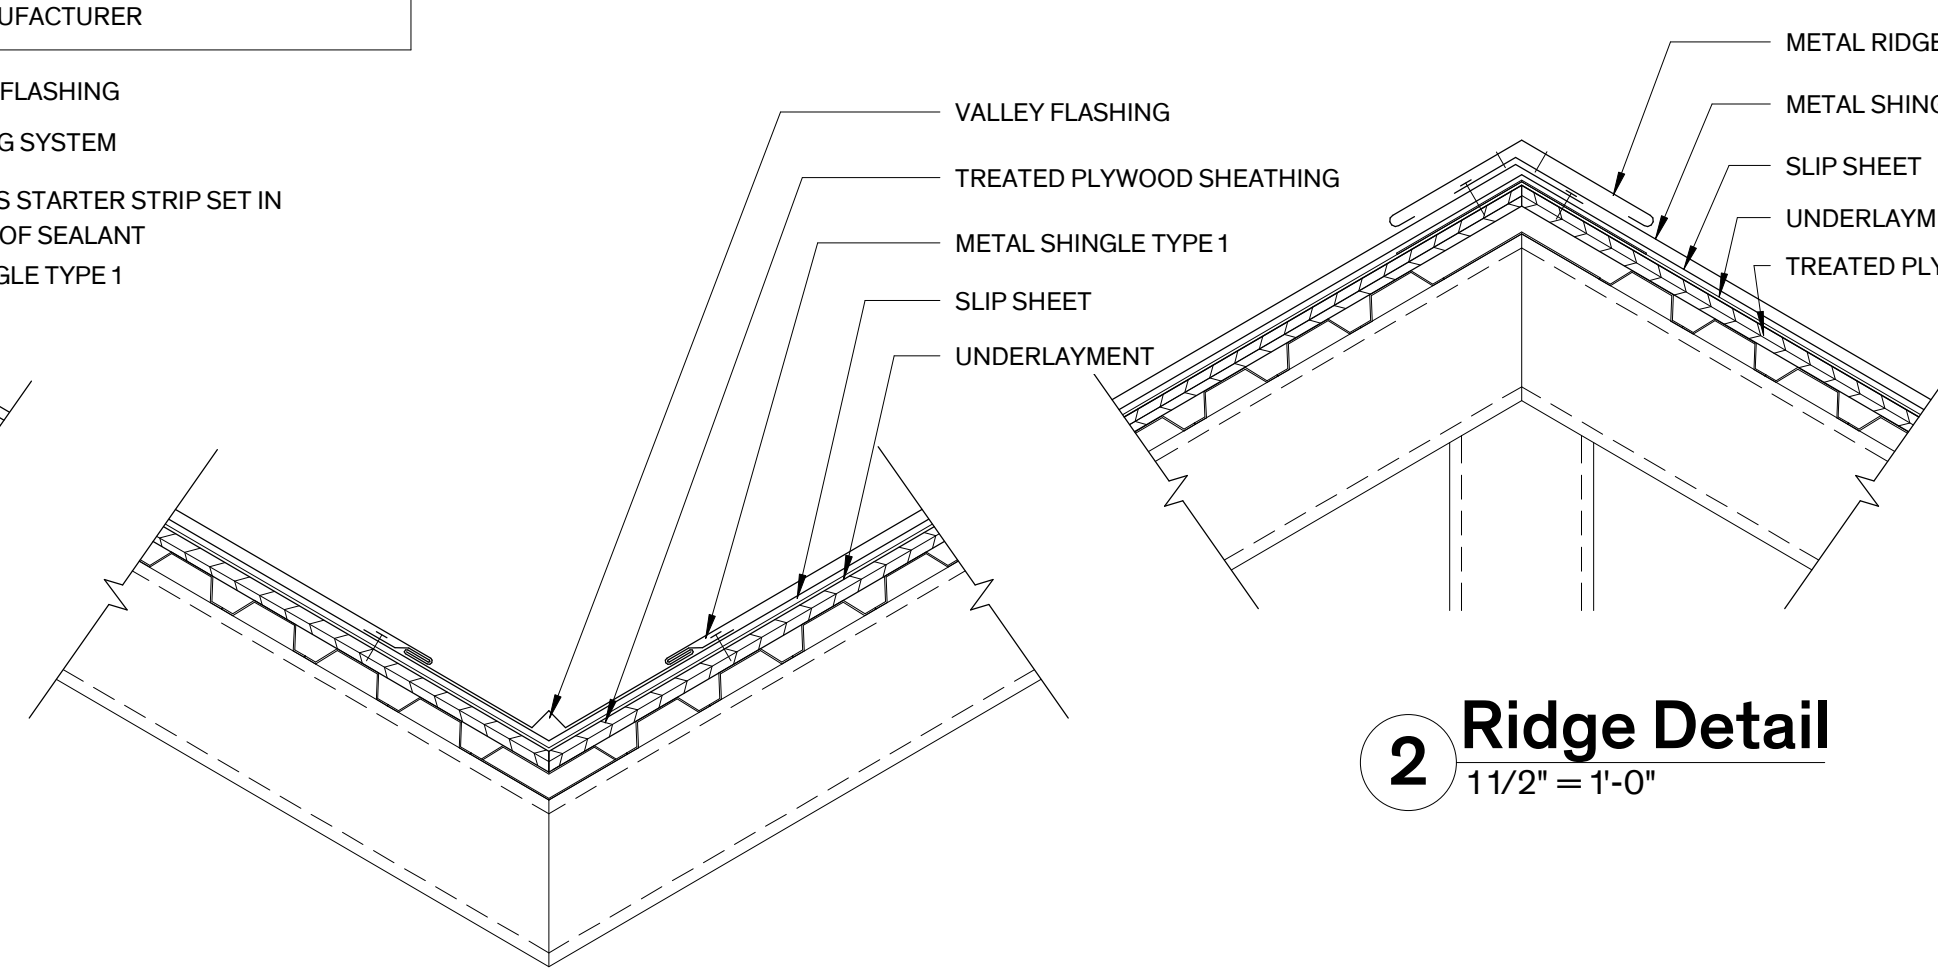 UFACTURER
FLASHING
G SYSTEM
S STARTER STRIP SET IN
OF SEALANT
GLE TYPE 1
VALLEY FLASHING
TREATED PLYWOOD SHEATHING
METAL SHINGLE TYPE 1
SLIP SHEET
UNDERLAYMENT
METAL RIDGE
METAL SHING
SLIP SHEET
UNDERLAYM
TREATED PLY
2 Ridge Detail
1 1/2" = 1'-0"